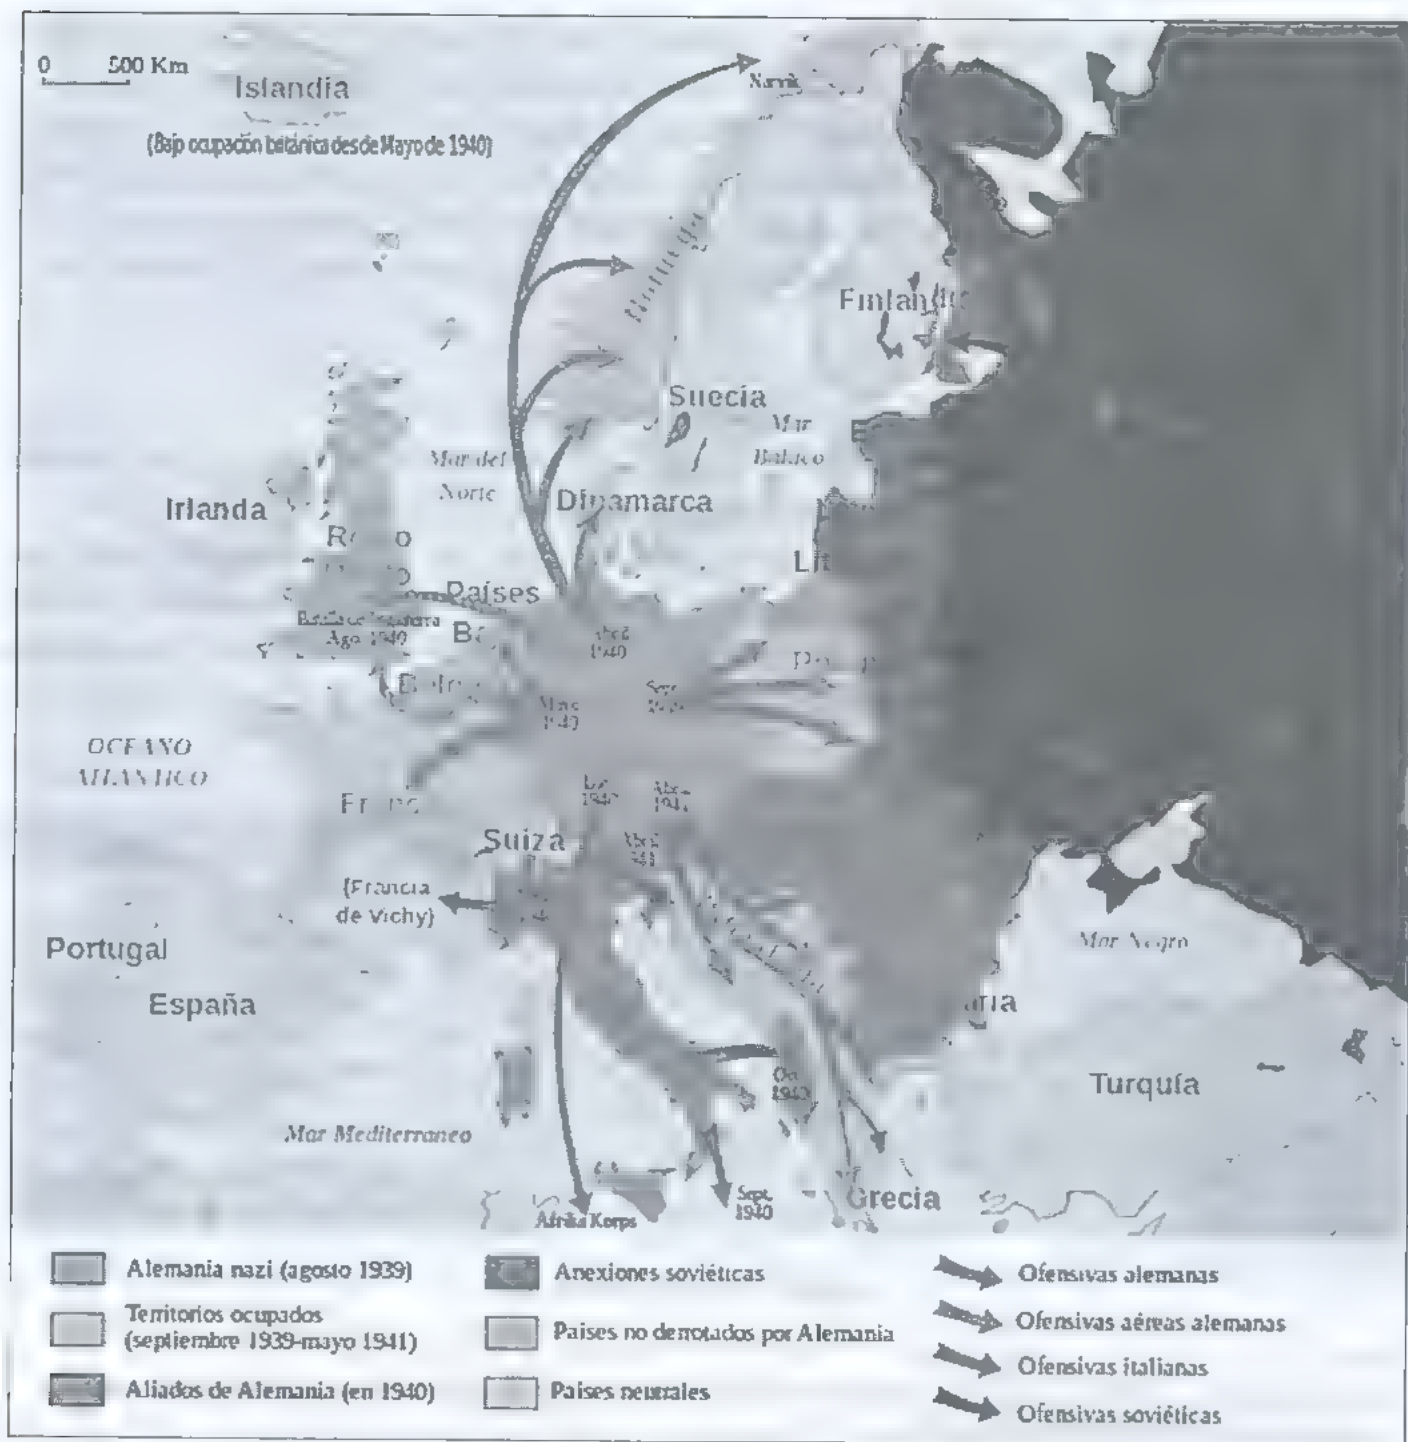 0 500 Km
Islandia
(Bajo ocupación británica desde Mayo de 1940)
Narvik
Noruega
Finlandia
Suecia
Mar
Báltico
Mar del
Norte
Dinamarca
Irlanda
Países
Ago. 1940
1940
Sept.
1940
OCEANO
ATLANTICO
1940
Suiza
(Francia
de Vichy)
Portugal
España
Mar Negro
Turquía
Oct.
1940
Mar Mediterraneo
Grecia
Sept.
1940
Afrika Korps
Alemania nazi (agosto 1939)
Territorios ocupados
(septiembre 1939-mayo 1941)
Aliados de Alemania (en 1940)
Anexiones soviéticas
Países no derrotados por Alemania
Países neutrales
Ofensivas alemanas
Ofensivas aéreas alemanas
Ofensivas italianas
Ofensivas soviéticas